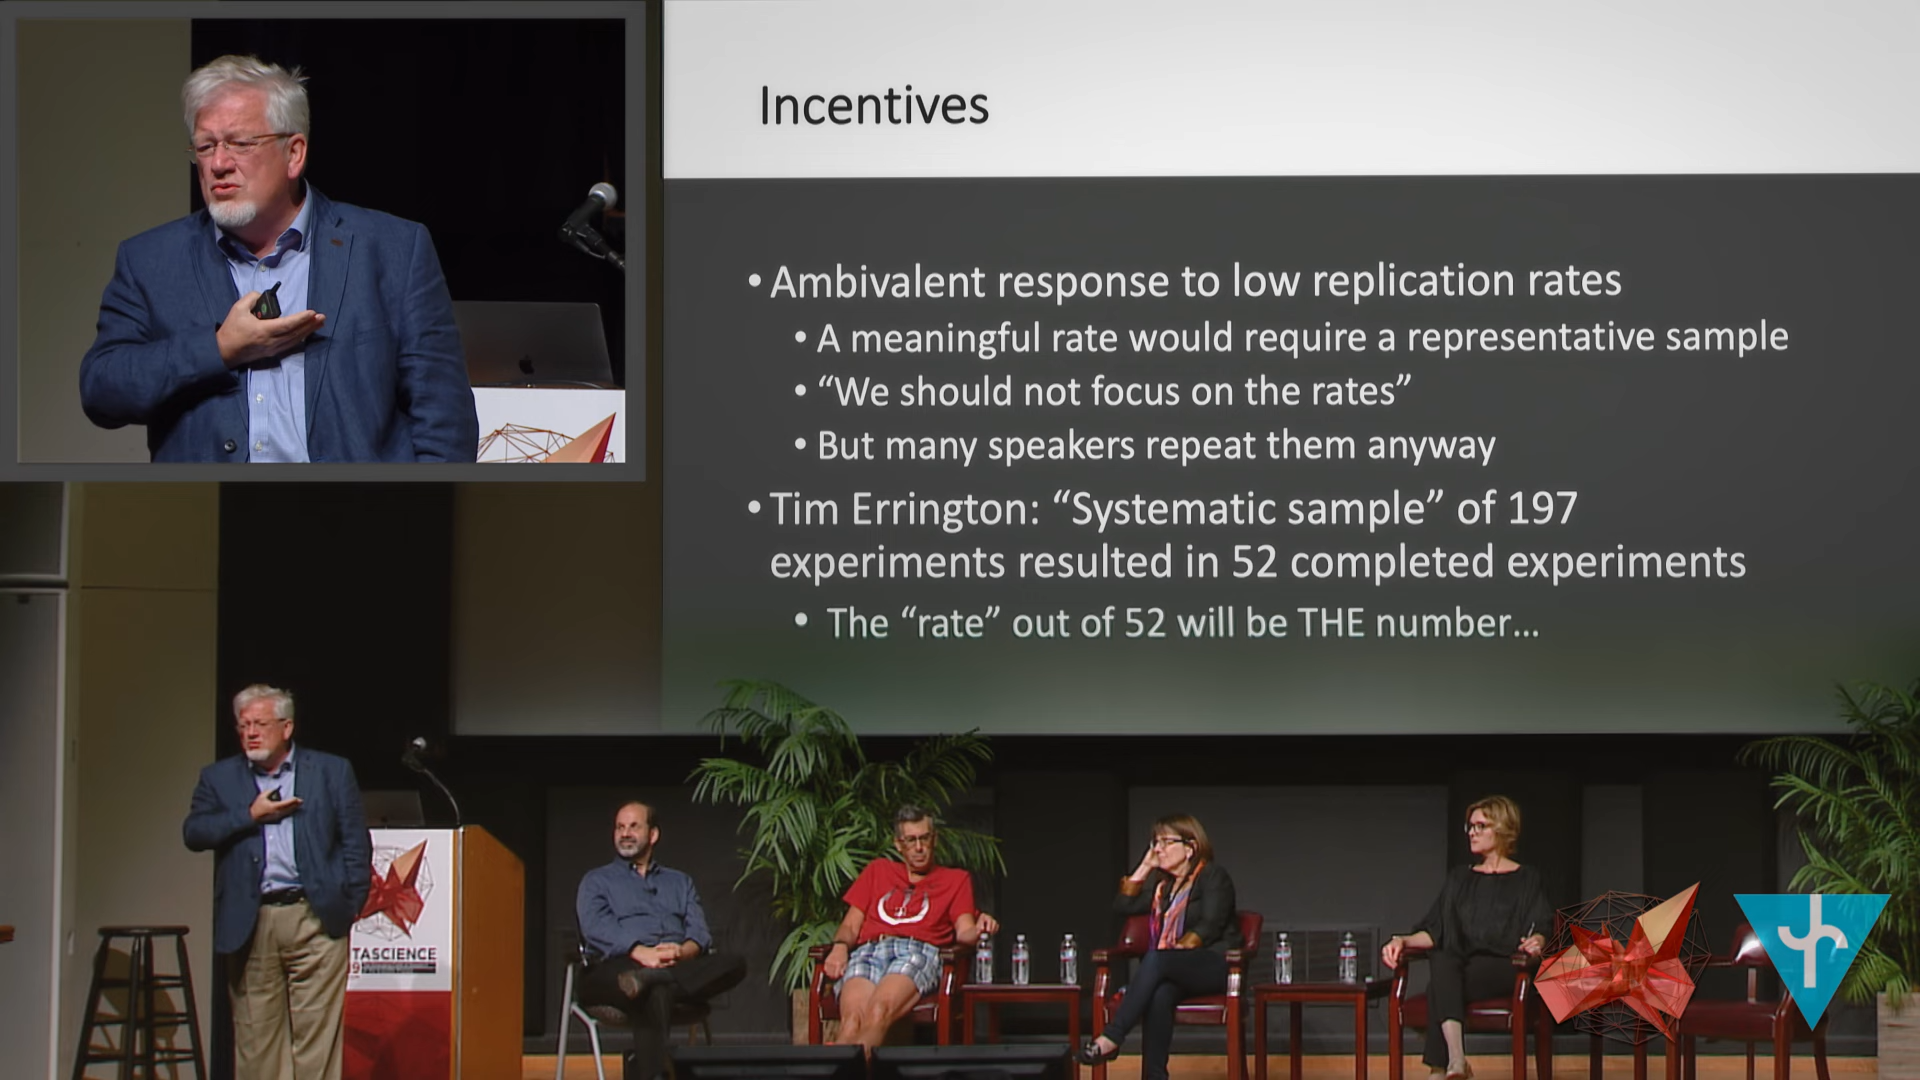 Incentives
• Ambivalent response to low replication rates
• A meaningful rate would require a representative sample
• “We should not focus on the rates”
• But many speakers repeat them anyway
• Tim Errington: “Systematic sample” of 197
experiments resulted in 52 completed experiments
• The “rate” out of 52 will be THE number...
TASCIENCE